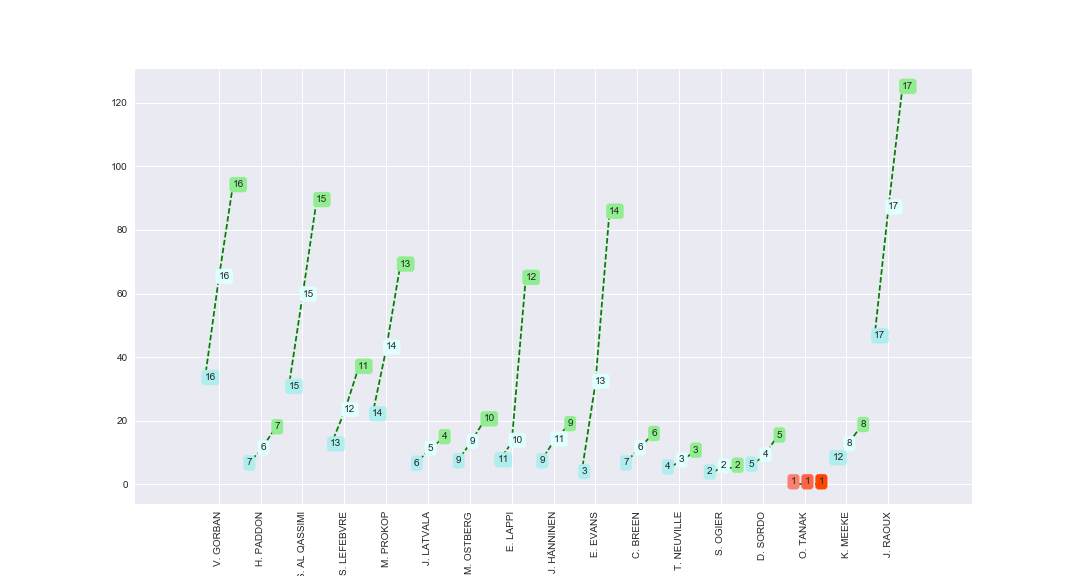 120
100
80
60
40
20
0
16 16 16
7 6 7
15 15 15
13 12 11
14 14 13
6 5 4
9 9 10
11 10 12
9 11 9
3 13 14
7 6 6
4 3 3
2 2 2
5 4 5
1 1 1
12 8 8
17 17 17
V. GORBAN
H. PADDON
S. AL QASSIMI
S. LEFEBVRE
M. PROKOP
J. LATVALA
M. OSTBERG
E. LAPPI
J. HÄNNINEN
E. EVANS
C. BREEN
T. NEUVILLE
S. OGIER
D. SORDO
O. TANAK
K. MEEKE
J. RAOUX